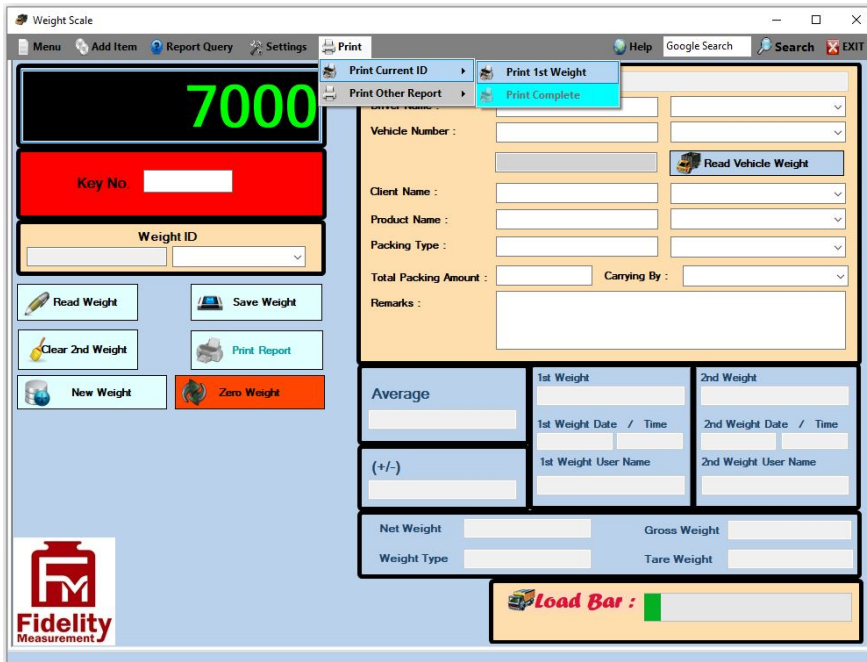 Weight Scale
Menu Add Item Report Query Settings Print Help Google Search Search EXIT
Print Current ID Print 1st Weight
Print Other Report Print Complete
7000
Driver Name :
Vehicle Number :
Read Vehicle Weight
Key No.
Client Name :
Product Name :
Weight ID
Packing Type :
Total Packing Amount : Carrying By :
Read Weight Save Weight
Remarks :
Clear 2nd Weight Print Report
New Weight Zero Weight
Average
1st Weight 2nd Weight
1st Weight Date / Time 2nd Weight Date / Time
(+/-)
1st Weight User Name 2nd Weight User Name
Net Weight Gross Weight
Weight Type Tare Weight
Load Bar :
FM
Fidelity
Measurement